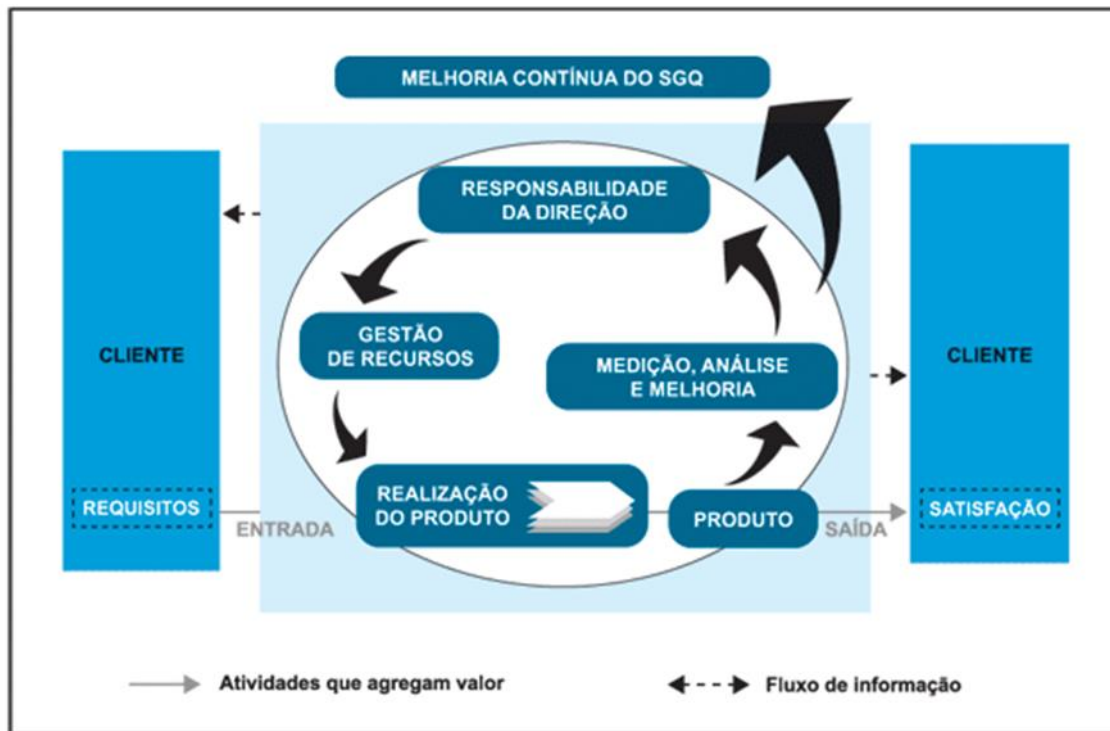 MELHORIA CONTÍNUA DO SGQ
RESPONSABILIDADE
DA DIREÇÃO
CLIENTE
GESTÃO
DE RECURSOS
MEDIÇÃO, ANÁLISE
E MELHORIA
CLIENTE
REQUISITOS
ENTRADA
REALIZAÇÃO
DO PRODUTO
PRODUTO
SAÍDA
SATISFAÇÃO
Atividades que agregam valor
Fluxo de informação